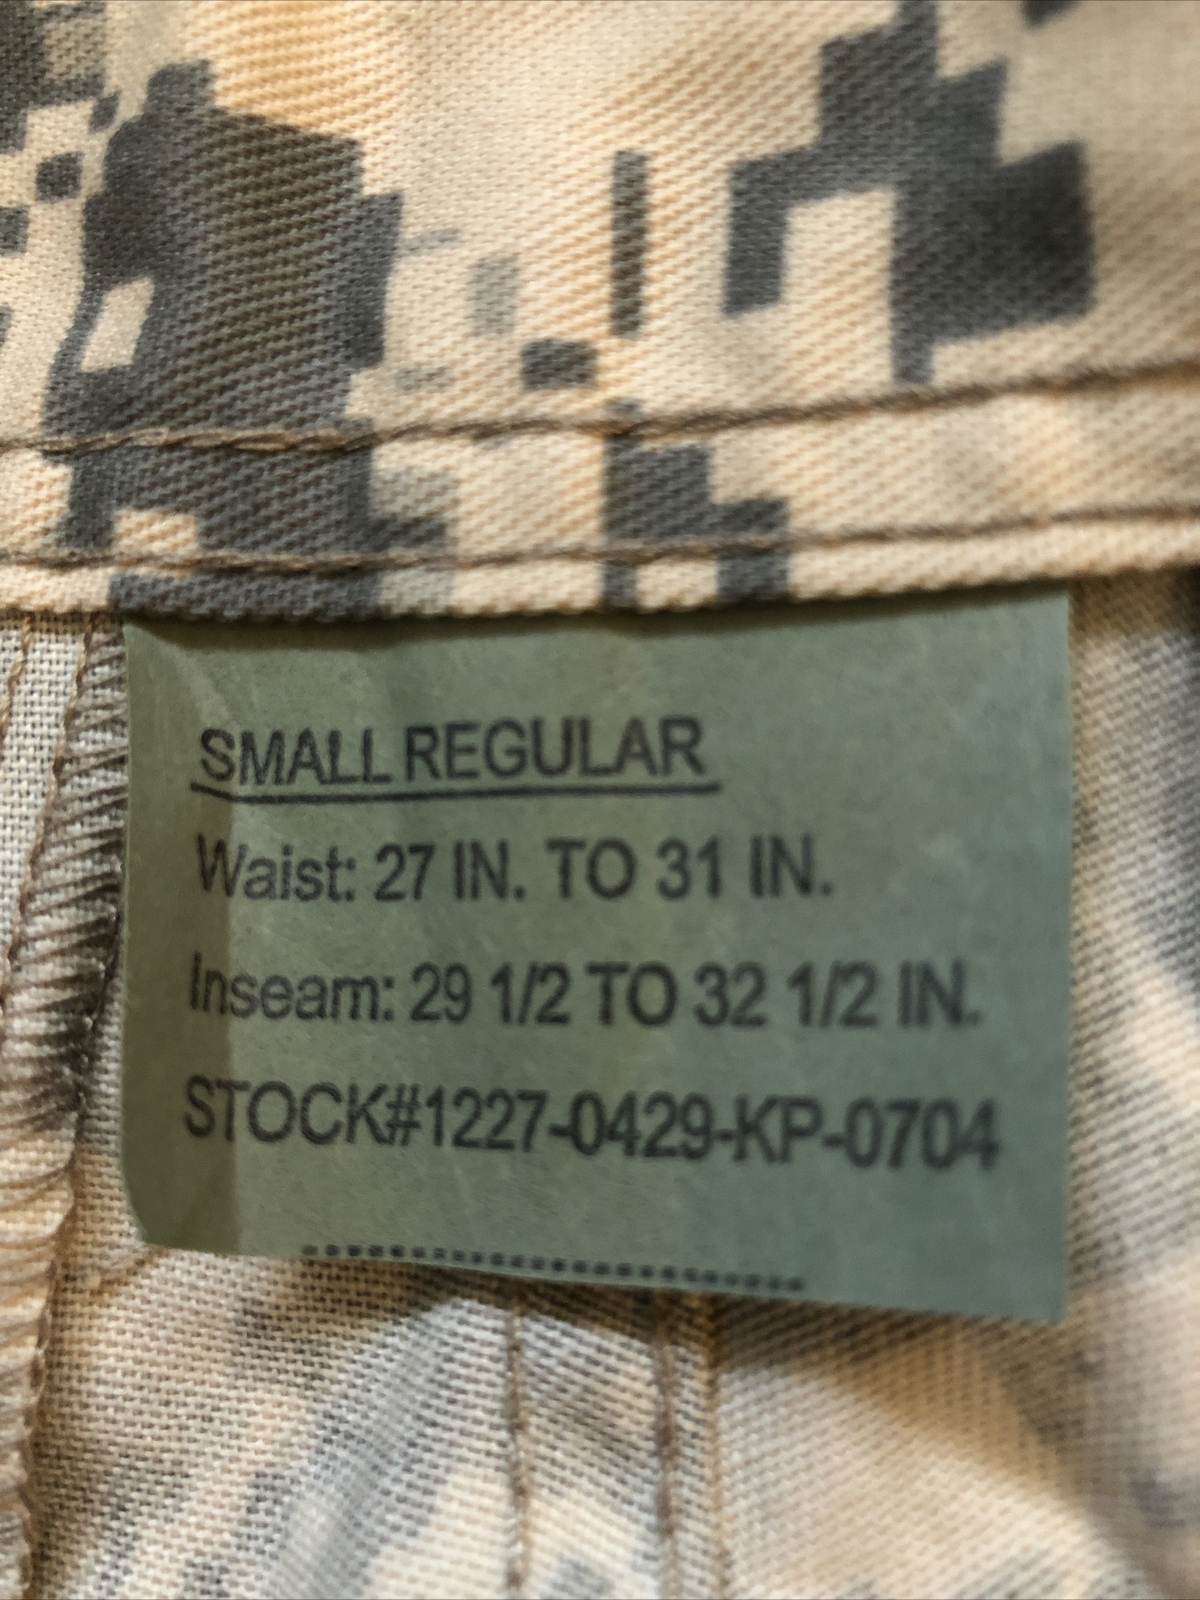 SMALL REGULAR
Waist: 27 IN. TO 31 IN.
Inseam: 29 1/2 TO 32 1/2 IN.
STOCK#1227-0429-KP-0704